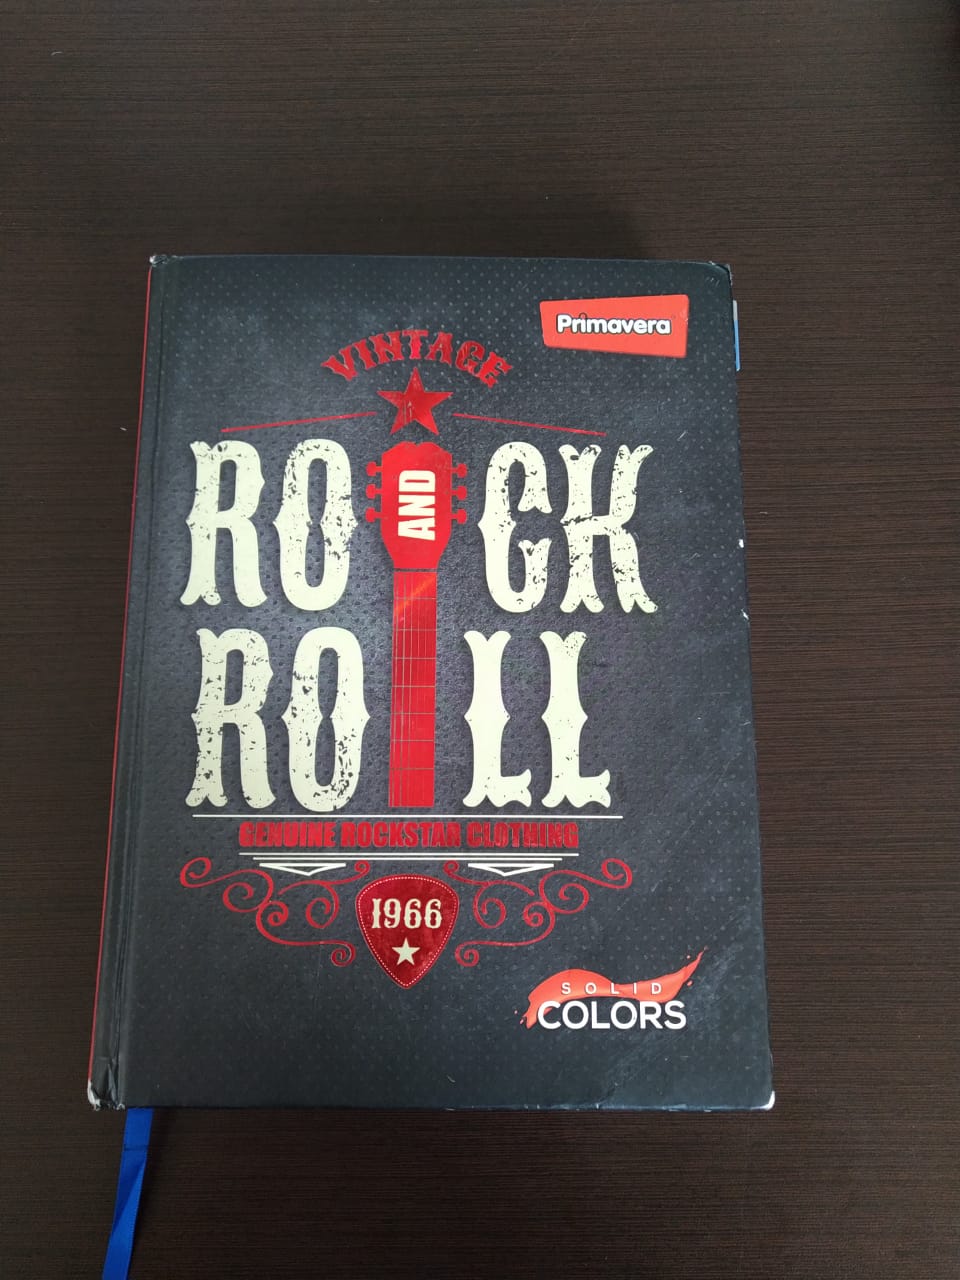 Primavera
VINTAGE
ROCK
AND
ROLL
GENUINE ROCKSTAR CLOTHING
1966
SOLID
COLORS